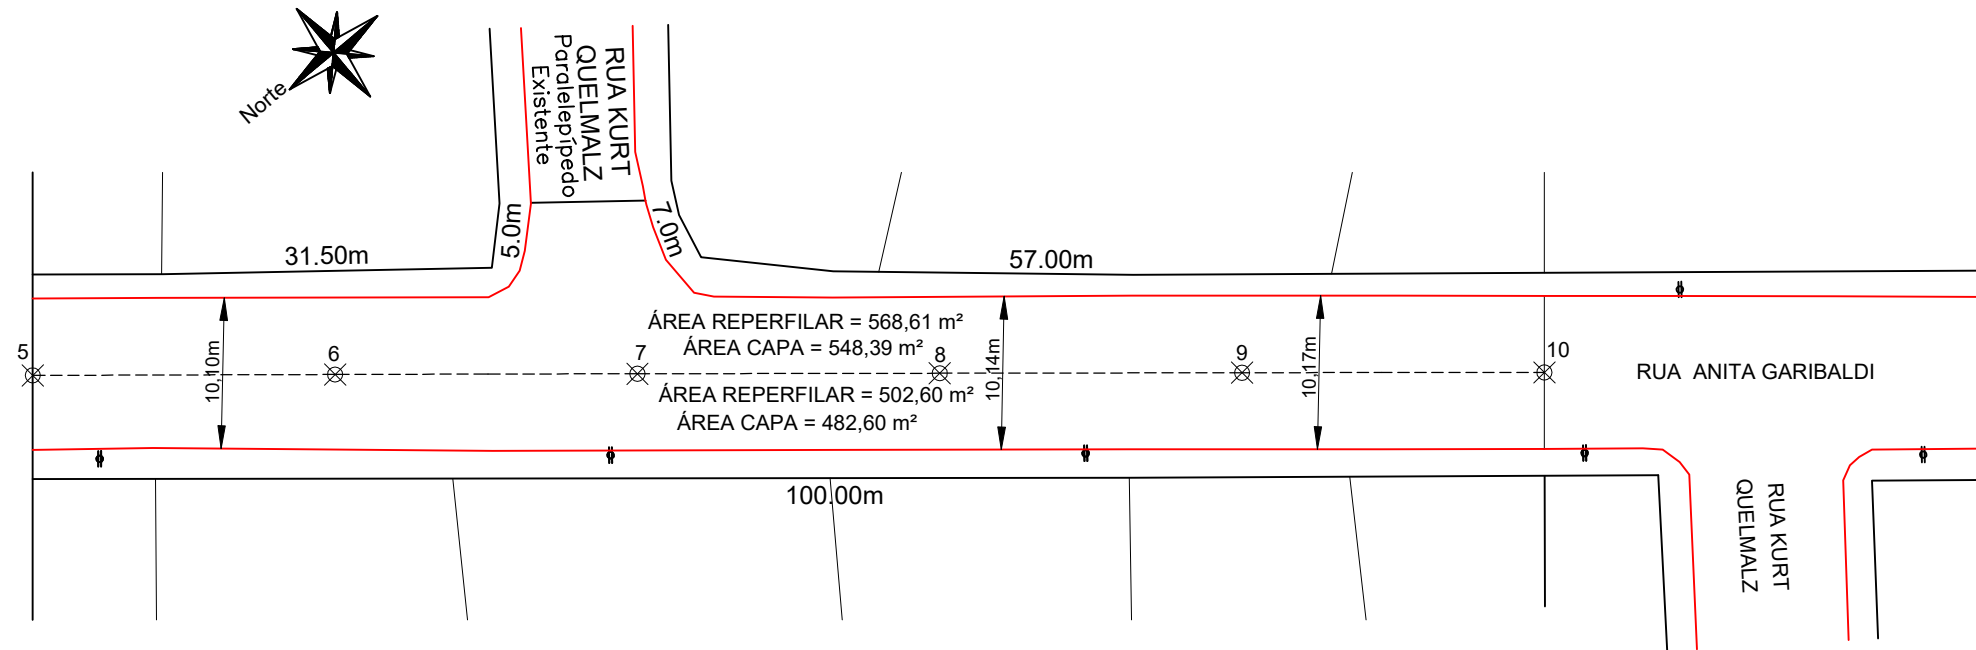 Norte
RUA KURT
QUELMALZ
Paralelepípedo
Existente
5.0m
7.0m
31.50m
57.00m
ÁREA REPERFILAR = 568,61 m²
ÁREA CAPA = 548,39 m²
5
6
7
8
9
10
10,10m
10,14m
10,17m
RUA ANITA GARIBALDI
ÁREA REPERFILAR = 502,60 m²
ÁREA CAPA = 482,60 m²
100.00m
RUA KURT
QUELMALZ